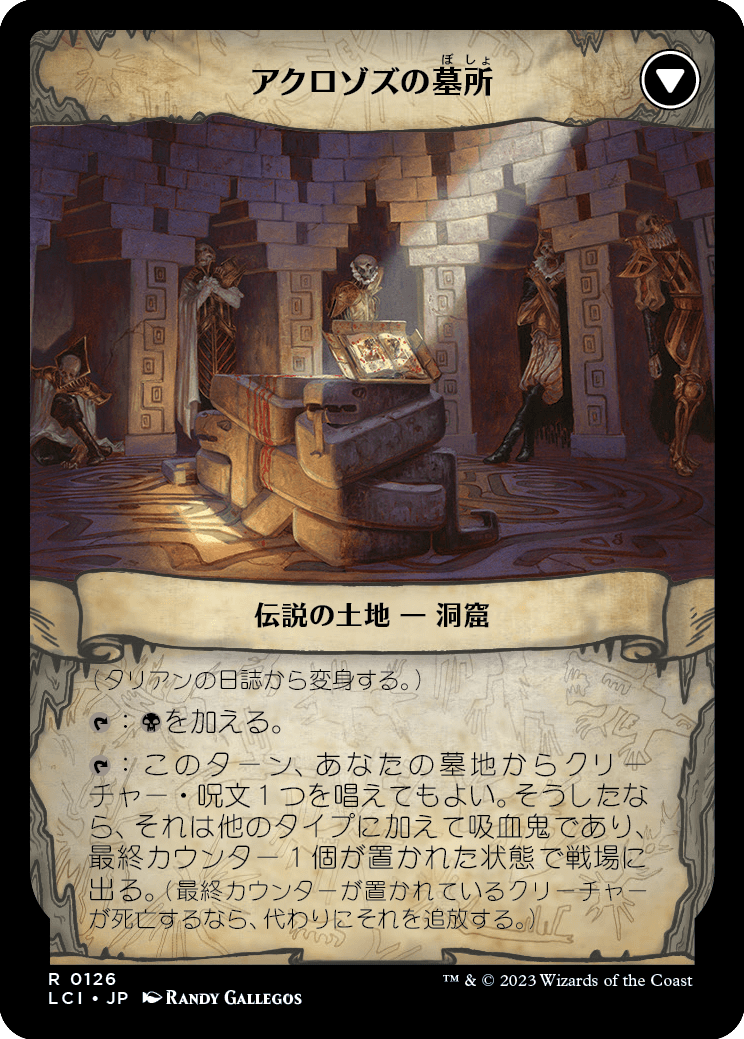 アクロゾズの墓所
ぼしょ
伝説の土地 ― 洞窟
（タリアンの日誌から変身する。）
：を加える。
：このターン、あなたの墓地からクリー
チャー・呪文１つを唱えてもよい。そうしたな
ら、それは他のタイプに加えて吸血鬼であり、
最終カウンター１個が置かれた状態で戦場に
出る。（最終カウンターが置かれているクリーチャー
が死亡するなら、代わりにそれを追放する。）
R 0126
LCI • JP RANDY GALLEGOS
™ & © 2023 Wizards of the Coast